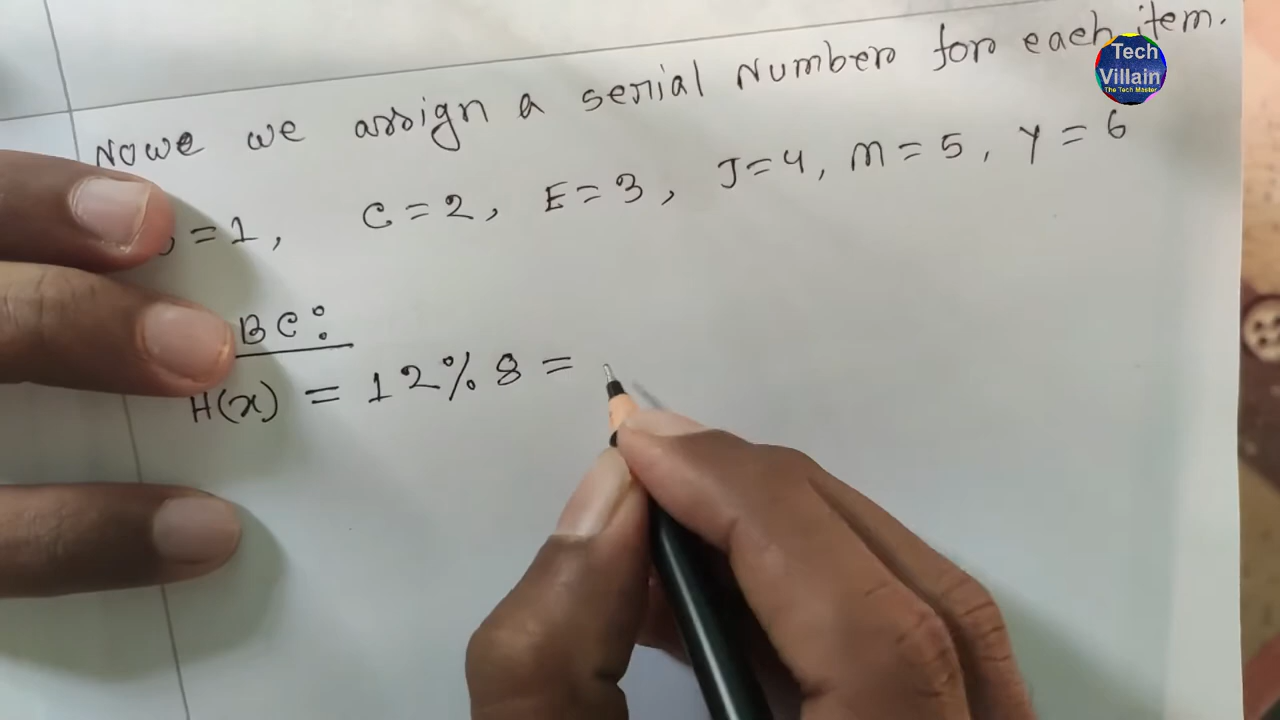 Nowe we assign a serial Number for each item.
Tech
Villain
The Tech Master
=1, C=2, E=3, J=4, M=5, Y=6
BC:
H(x) = 12%8 =